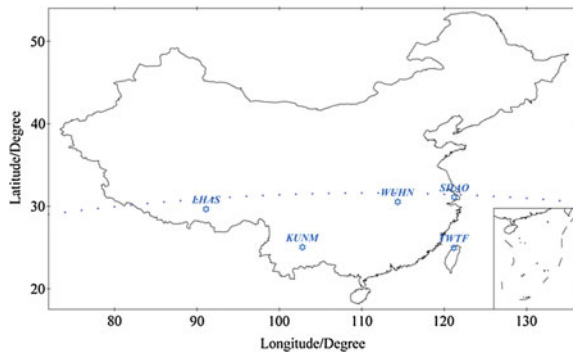 50
40
30
20
Latitude/Degree
LHAS
WUHN
SHAO
KUNM
TWTF
80
90
100
110
120
130
Longitude/Degree